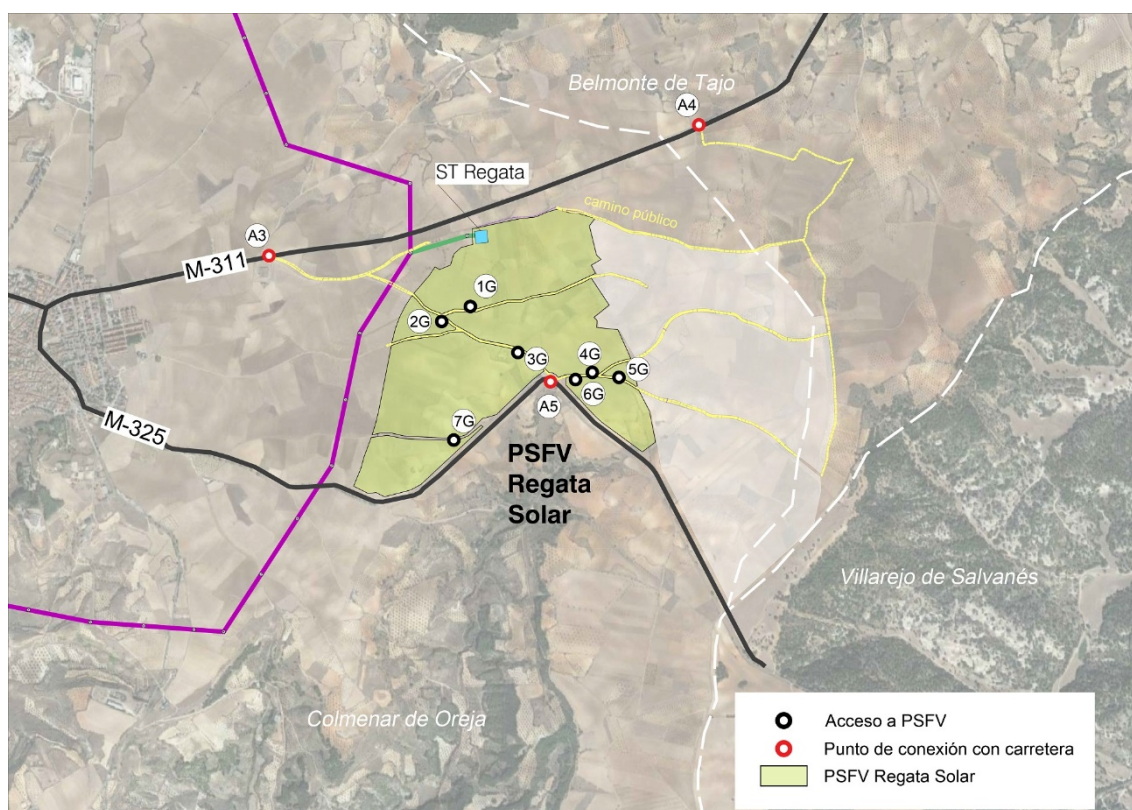 Belmonte de Tajo
A4
ST Regata
camino público
A3
M-311
1G
2G
3G
4G
5G
6G
A5
M-325
7G
PSFV
Regata
Solar
Villarejo de Salvanés
Colmenar de Oreja
Acceso a PSFV
Punto de conexión con carretera
PSFV Regata Solar